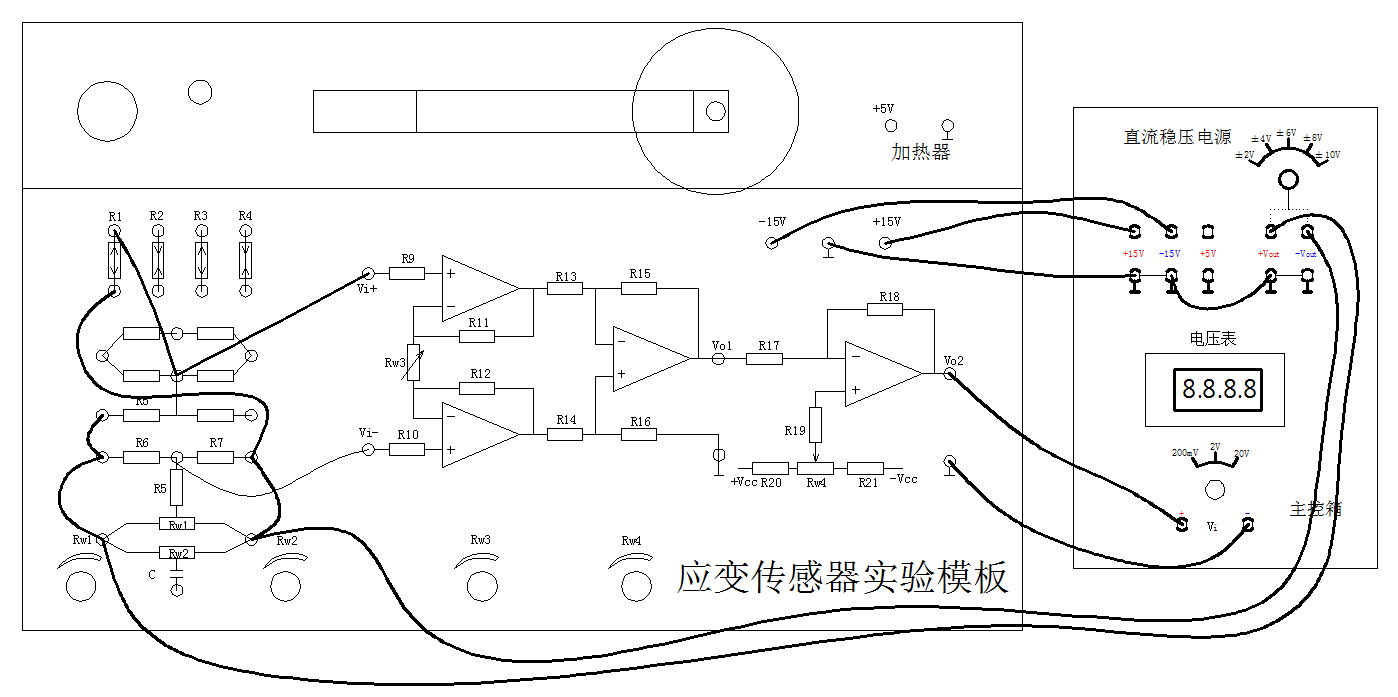 +5V
加热器
直流稳压电源
±2V
±4V
±6V
±8V
±10V
R1
R2
R3
R4
-15V
+15V
+15V
-15V
+5V
+Vout
-Vout
R9
Vi+
+
-
R11
R13
R15
Rw3
R12
-
+
Vi-
R10
R14
R16
-
+
Vo1
R17
R18
-
+
Vo2
R19
+Vcc
R20
Rw4
R21
-Vcc
R6
R7
R5
Rw1
Rw2
C
Rw1
Rw2
Rw3
Rw4
应变传感器实验模板
电压表
8.8.8.8
200mV
2V
20V
+
Vi
-
主控箱